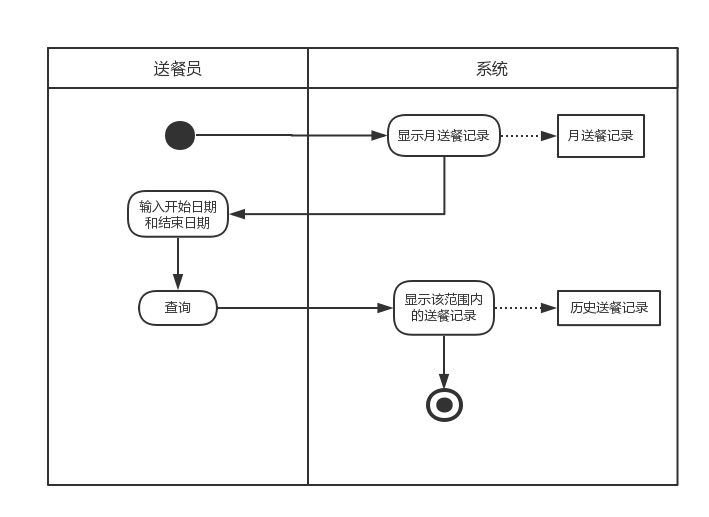 送餐员
系统
显示月送餐记录
月送餐记录
输入开始日期
和结束日期
查询
显示该范围内
的送餐记录
历史送餐记录